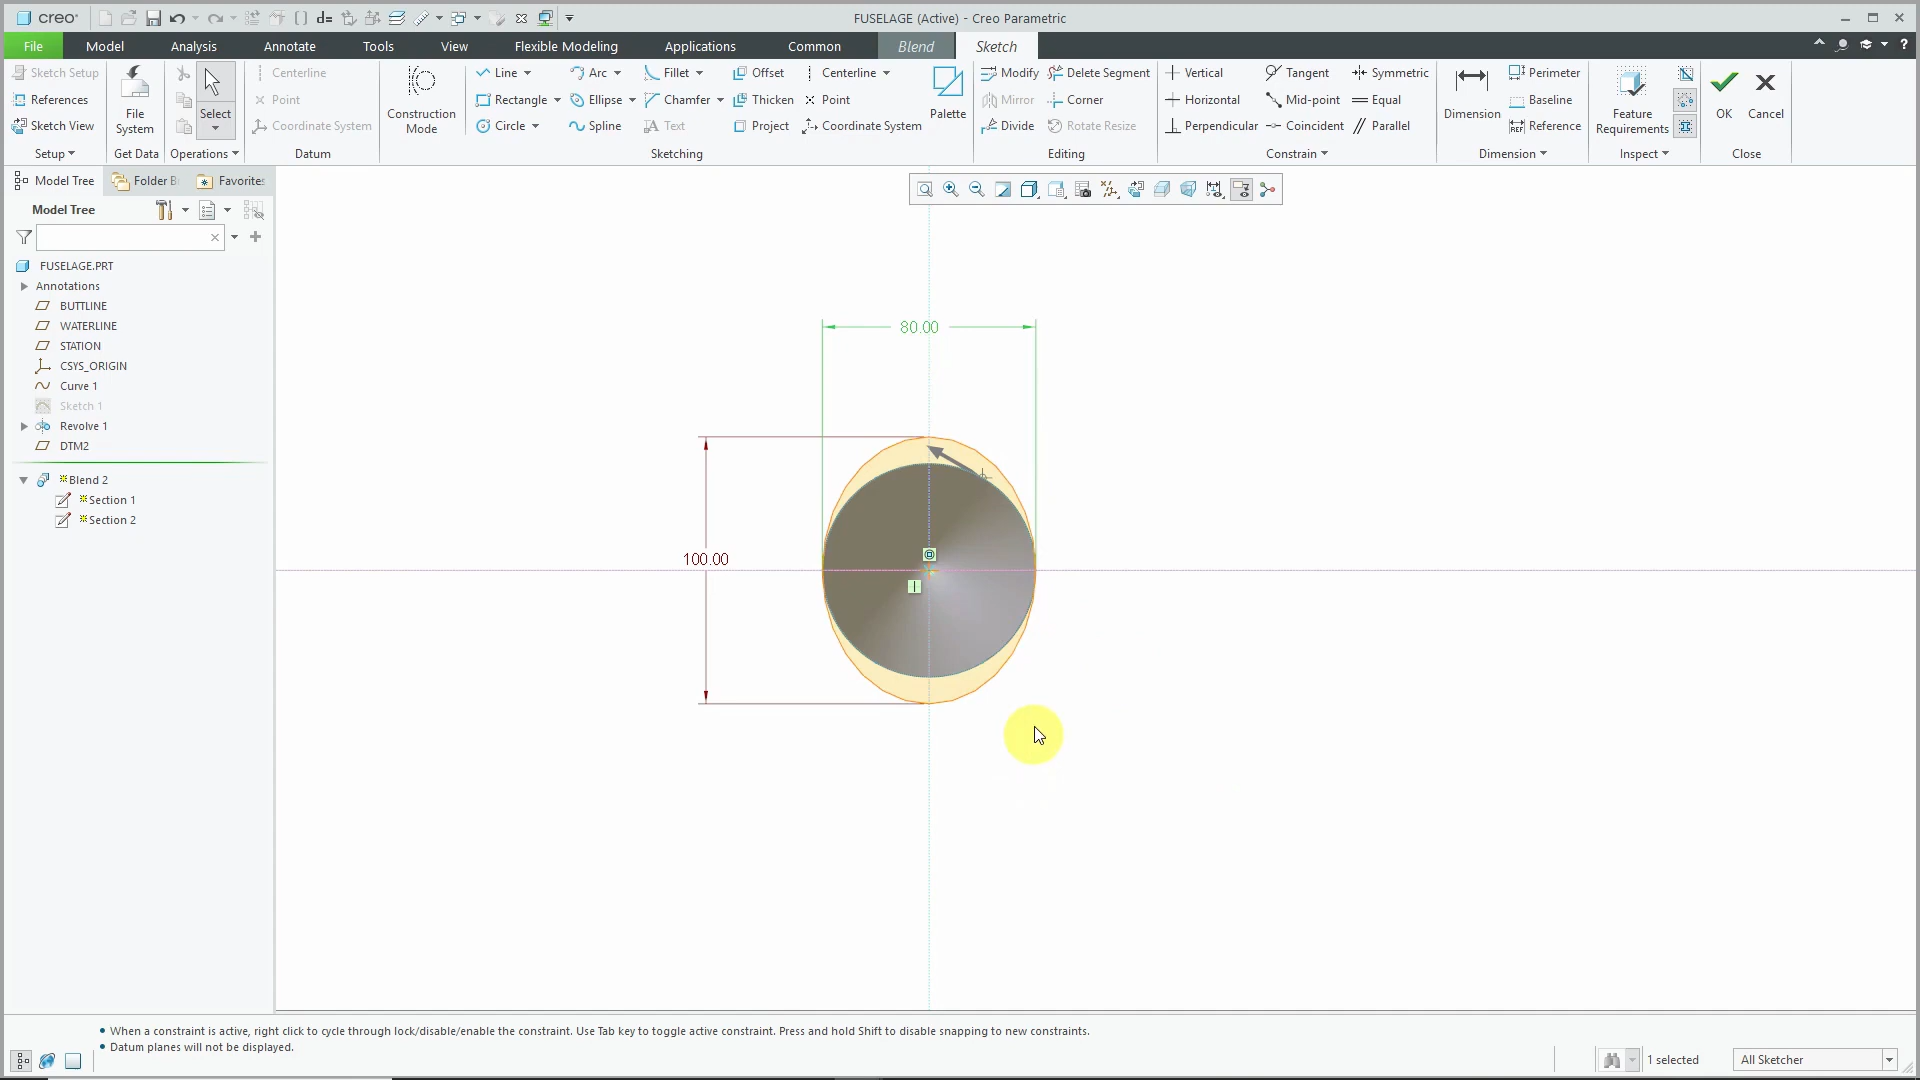 creo
FUSELAGE (Active) - Creo Parametric
File
Model
Analysis
Annotate
Tools
View
Flexible Modeling
Applications
Common
Blend
Sketch
Sketch Setup
References
Sketch View
Setup
File System
Get Data
Select
Operations
Centerline
Point
Coordinate System
Datum
Construction Mode
Line
Rectangle
Circle
Arc
Ellipse
Spline
Fillet
Chamfer
Text
Offset
Thicken
Project
Centerline
Point
Coordinate System
Palette
Sketching
Modify
Mirror
Divide
Delete Segment
Corner
Rotate Resize
Editing
Vertical
Horizontal
Perpendicular
Tangent
Mid-point
Coincident
Symmetric
Equal
Parallel
Constrain
Dimension
Perimeter
Baseline
Reference
Dimension
Feature Requirements
Inspect
OK
Cancel
Close
Model Tree
Folder B
Favorites
Model Tree
FUSELAGE.PRT
Annotations
BUTTLINE
WATERLINE
STATION
CSYS_ORIGIN
Curve 1
Sketch 1
Revolve 1
DTM2
Blend 2
Section 1
Section 2
80.00
100.00
When a constraint is active, right click to cycle through lock/disable/enable the constraint. Use Tab key to toggle active constraint. Press and hold Shift to disable snapping to new constraints.
Datum planes will not be displayed.
1 selected
All Sketcher